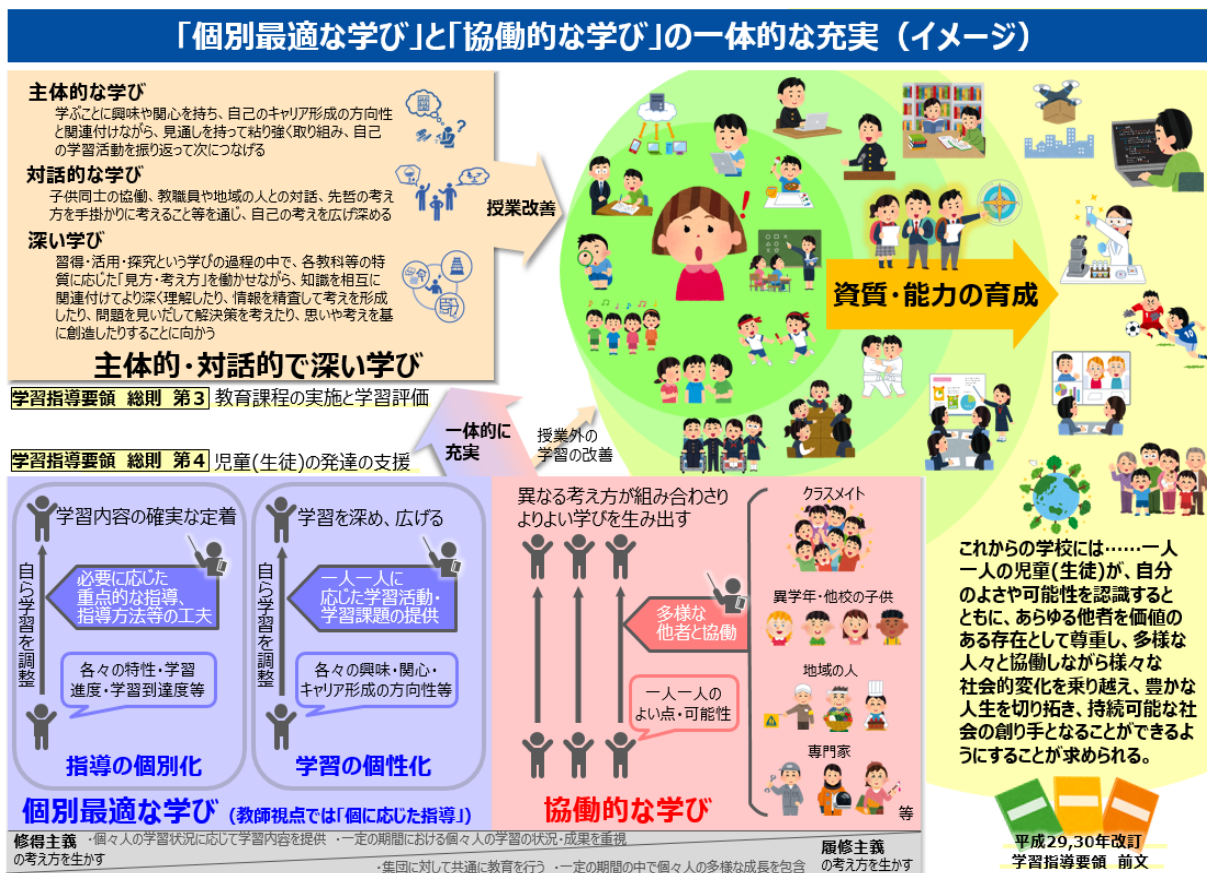 「個別最適な学び」と「協働的な学び」の一体的な充実（イメージ）
主体的な学び
学ぶことに興味や関心を持ち、自己のキャリア形成の方向性
と関連付けながら、見通しを持って粘り強く取り組み、自己
の学習活動を振り返って次につなげる
対話的な学び
子供同士の協働、教職員や地域の人との対話、先哲の考え
方を手掛かりに考えること等を通じ、自己の考えを広げ深める
深い学び
習得・活用・探究という学びの過程の中で、各教科等の特
質に応じた「見方・考え方」を働かせながら、知識を相互に
関連付けてより深く理解したり、情報を精査して考えを形成
したり、問題を見いだして解決策を考えたり、思いや考えを基
に創造したりすることに向かう
主体的・対話的で深い学び
授業改善
資質・能力の育成
学習指導要領 総則 第３ 教育課程の実施と学習評価
学習指導要領 総則 第４ 児童(生徒)の発達の支援
一体的に
充実
授業外の
学習の改善
学習内容の確実な定着
自ら学習を調整
必要に応じた
重点的な指導、
指導方法等の工夫
各々の特性・学習
進度・学習到達度等
指導の個別化
学習を深め、広げる
自ら学習を調整
一人一人に
応じた学習活動・
学習課題の提供
各々の興味・関心・
キャリア形成の方向性等
学習の個性化
個別最適な学び （教師視点では「個に応じた指導」）
異なる考え方が組み合わさり
よりよい学びを生み出す
多様な
他者と協働
一人一人の
よい点・可能性
協働的な学び
クラスメイト
異学年・他校の子供
地域の人
専門家
等
これからの学校には……一人
一人の児童(生徒)が、自分
のよさや可能性を認識すると
ともに、あらゆる他者を価値の
ある存在として尊重し、多様な
人々と協働しながら様々な
社会的変化を乗り越え、豊かな
人生を切り拓き、持続可能な社
会の創り手となることができるよ
うにすることが求められる。
平成29,30年改訂
学習指導要領 前文
修得主義
の考え方を生かす
・個々人の学習状況に応じて学習内容を提供 ・一定の期間における個々人の学習の状況・成果を重視
・集団に対して共通に教育を行う ・一定の期間の中で個々人の多様な成長を包含
履修主義
の考え方を生かす